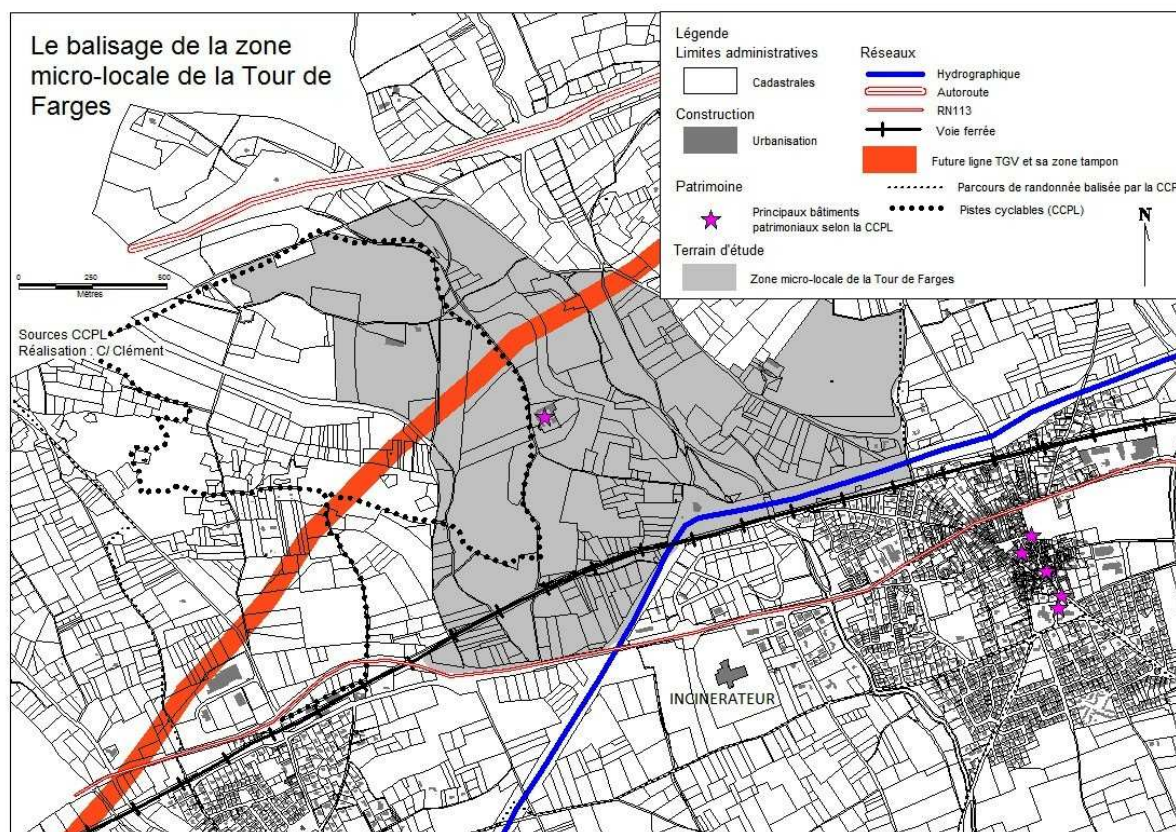 Le balisage de la zone
micro-locale de la Tour de
Farges
0 250 500
Mètres
Sources CCPL
Réalisation : C/ Clément
Légende
Limites administratives
Cadastrales
Construction
Urbanisation
Patrimoine
Principaux bâtiments
patrimoniaux selon la CCPL
Terrain d'étude
Zone micro-locale de la Tour de Farges
Réseaux
Hydrographique
Autoroute
RN113
Voie ferrée
Future ligne TGV et sa zone tampon
Parcours de randonnée balisée par la CCP
Pistes cyclables (CCPL)
N
INCINERATEUR